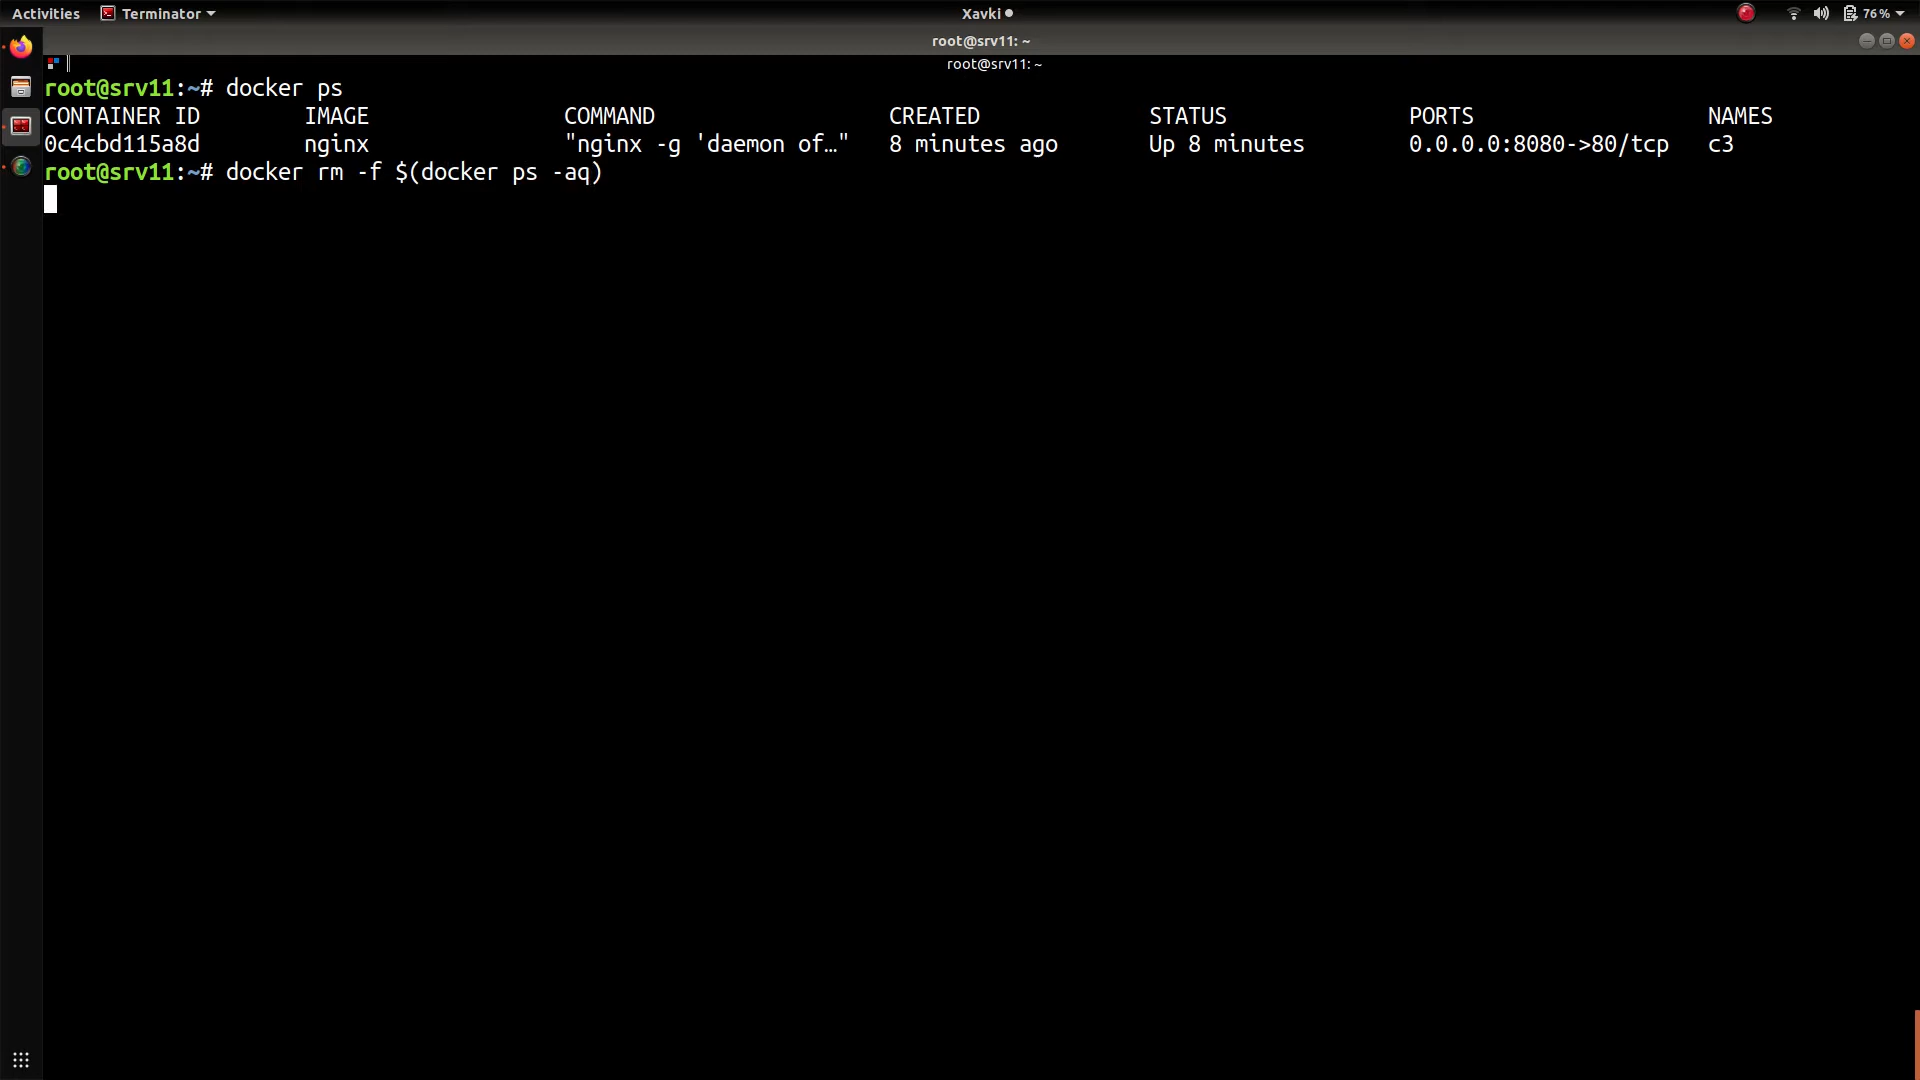 Activities Terminator Xavki 76%
root@srv11: ~
root@srv11: ~
root@srv11:~# docker ps
CONTAINER ID IMAGE COMMAND CREATED STATUS PORTS NAMES
0c4cbd115a8d nginx "nginx -g 'daemon of…" 8 minutes ago Up 8 minutes 0.0.0.0:8080->80/tcp c3
root@srv11:~# docker rm -f $(docker ps -aq)